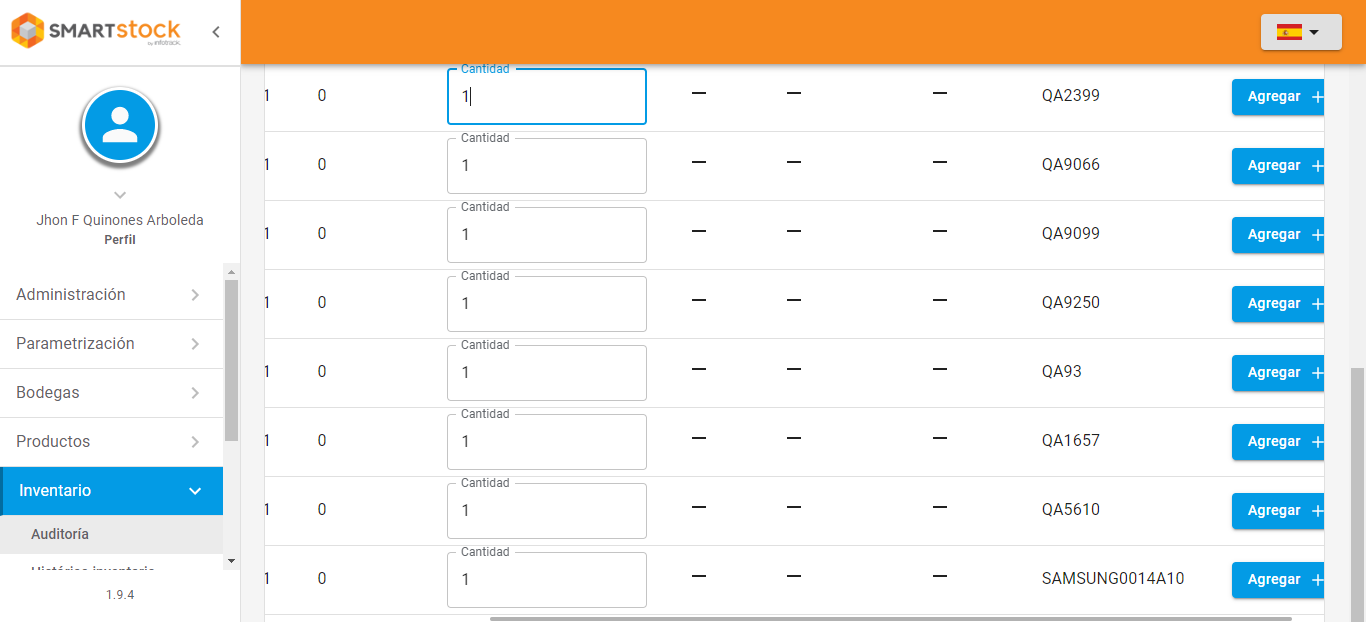 SMARTstock
by infotrack.
Jhon F Quinones Arboleda
Perfil
Administración
Parametrización
Bodegas
Productos
Inventario
Auditoría
Histórico inventario
1.9.4
1 0 Cantidad 1 — — — QA2399 Agregar +
1 0 Cantidad 1 — — — QA9066 Agregar +
1 0 Cantidad 1 — — — QA9099 Agregar +
1 0 Cantidad 1 — — — QA9250 Agregar +
1 0 Cantidad 1 — — — QA93 Agregar +
1 0 Cantidad 1 — — — QA1657 Agregar +
1 0 Cantidad 1 — — — QA5610 Agregar +
1 0 Cantidad 1 — — — SAMSUNG0014A10 Agregar +